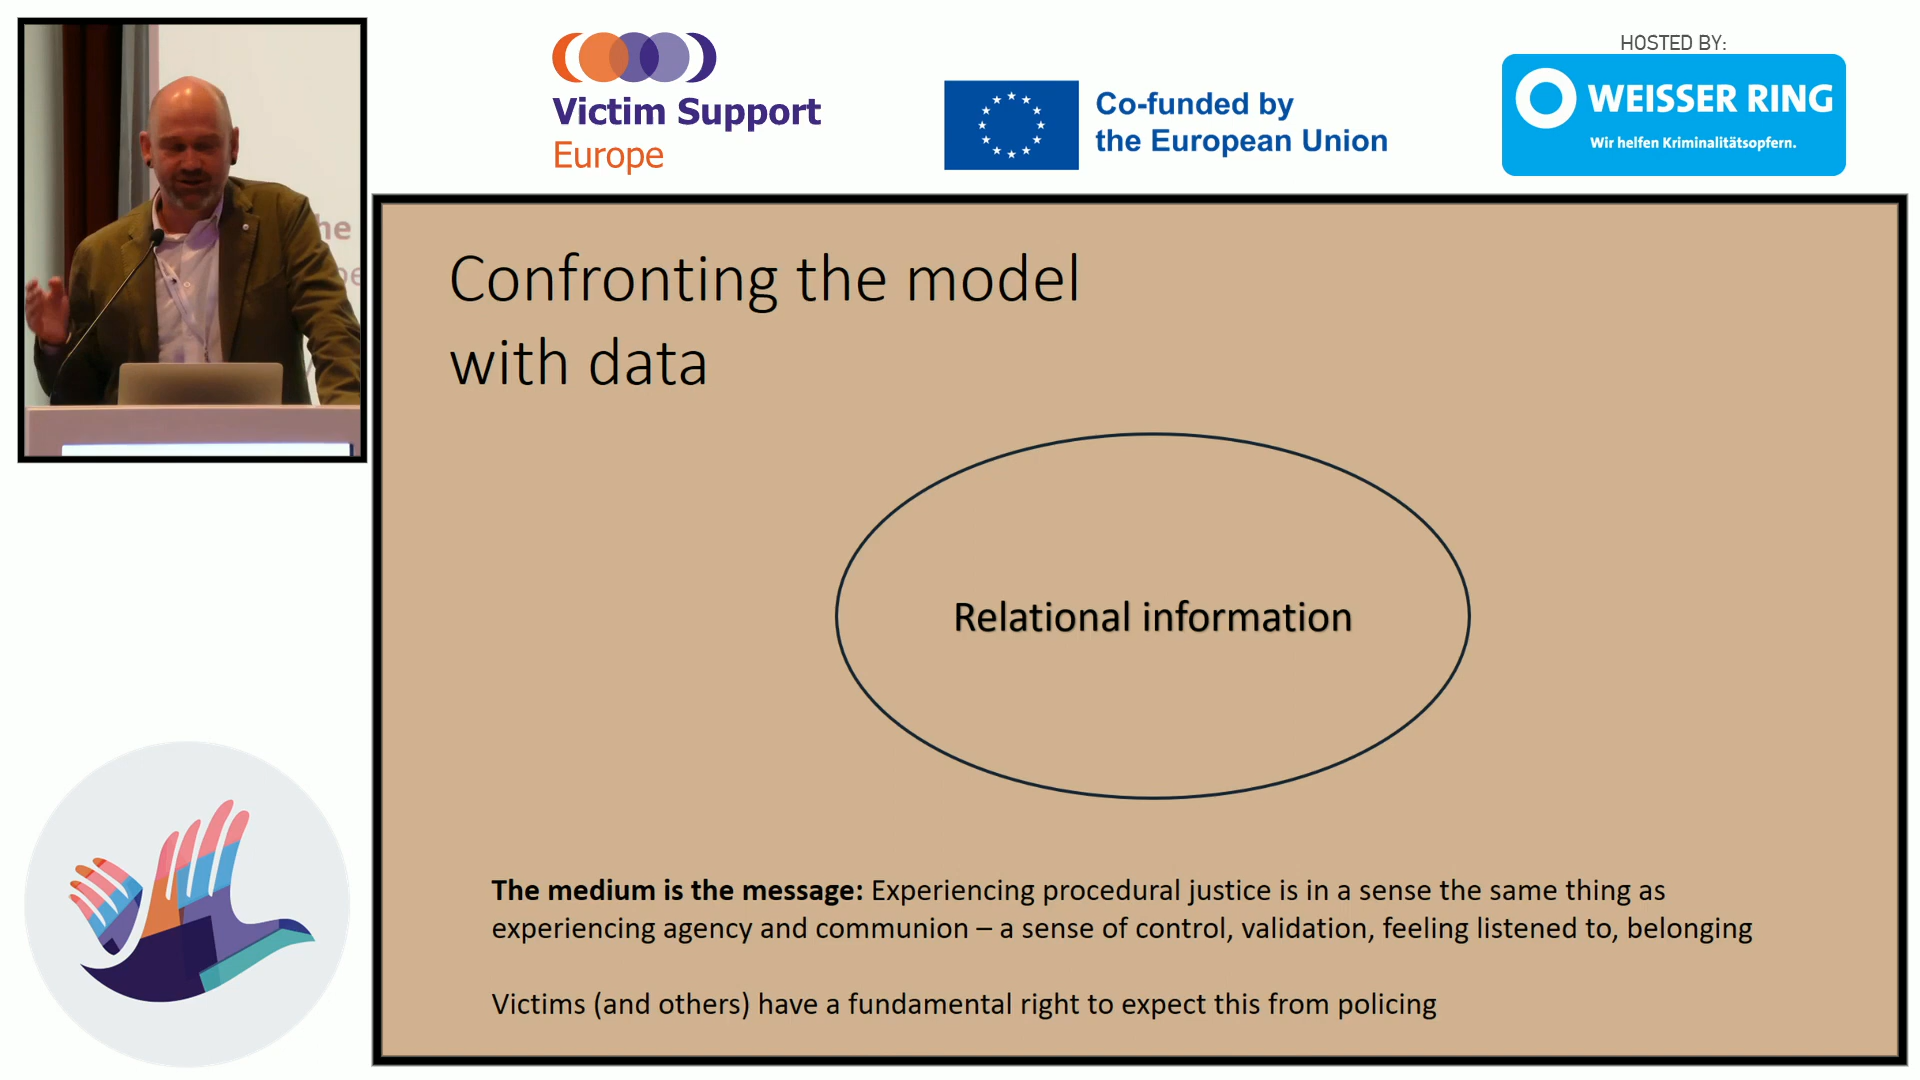 he
Victim Support
Europe
Co-funded by
the European Union
HOSTED BY:
WEISSER RING
Wir helfen Kriminalitätsopfern.
Confronting the model
with data
Relational information
The medium is the message: Experiencing procedural justice is in a sense the same thing as
experiencing agency and communion – a sense of control, validation, feeling listened to, belonging
Victims (and others) have a fundamental right to expect this from policing